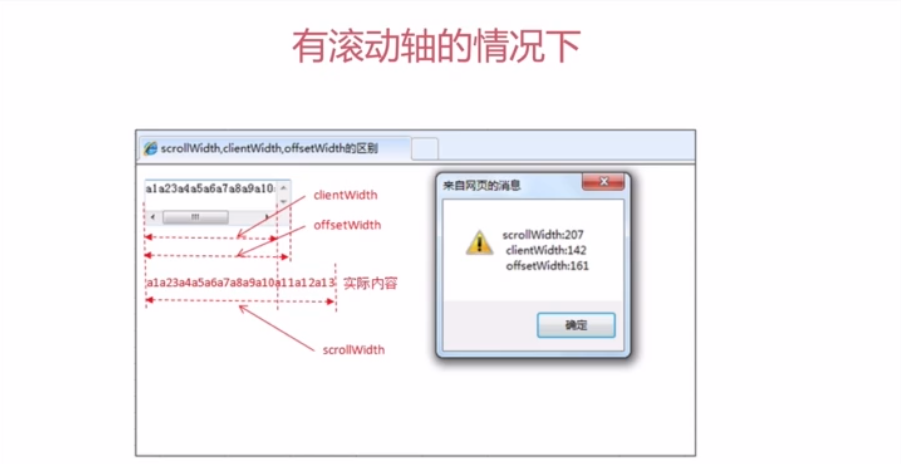 有滚动轴的情况下
scrollWidth,clientWidth,offsetWidth的区别
a1a23a4a5a6a7a8a9a10
clientWidth
offsetWidth
a1a23a4a5a6a7a8a9a10a11a12a13 实际内容
scrollWidth
来自网页的消息
scrollWidth:207
clientWidth:142
offsetWidth:161
确定